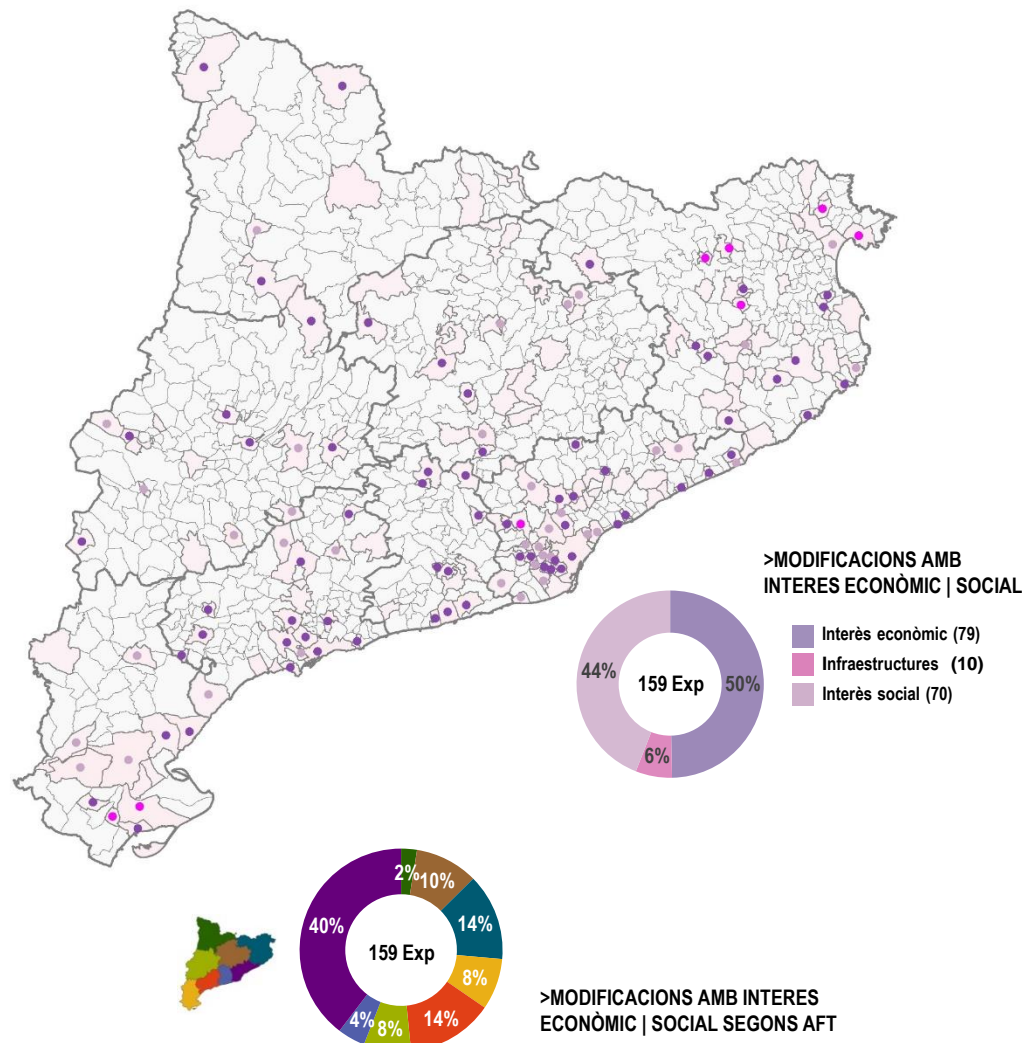 >MODIFICACIONS AMB
INTERES ECONÒMIC | SOCIAL
Interès econòmic (79)
Infraestructures (10)
Interès social (70)
44%
159 Exp
50%
6%
2%
10%
40%
14%
159 Exp
8%
4%
8%
14%
>MODIFICACIONS AMB INTERES
ECONÒMIC | SOCIAL SEGONS AFT